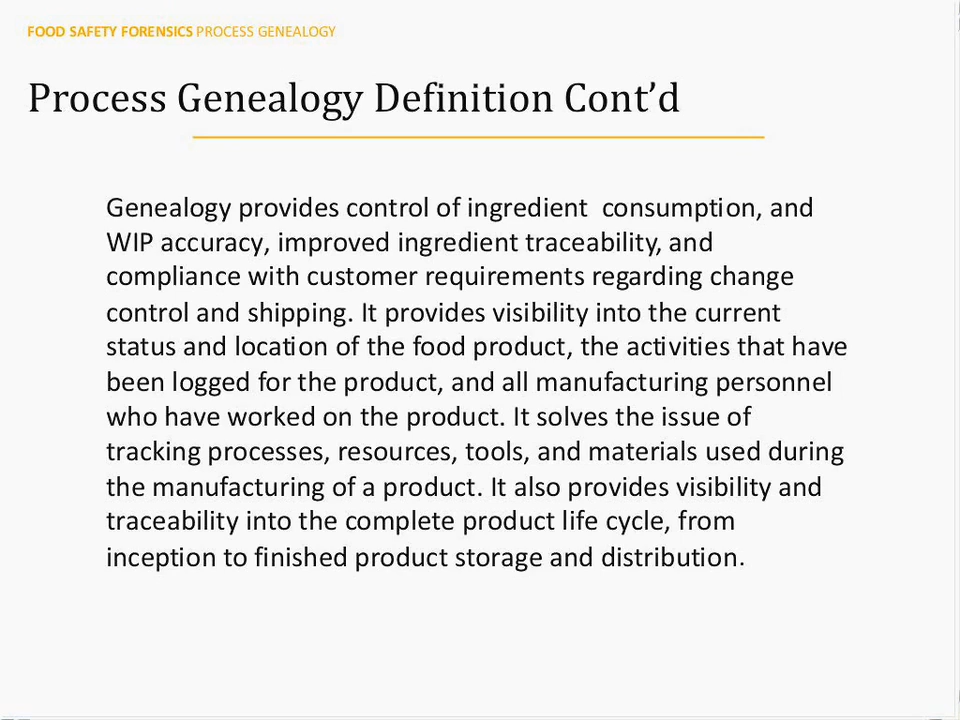 FOOD SAFETY FORENSICS PROCESS GENEALOGY
Process Genealogy Definition Cont’d
Genealogy provides control of ingredient  consumption, and
WIP accuracy, improved ingredient traceability, and
compliance with customer requirements regarding change
control and shipping. It provides visibility into the current
status and location of the food product, the activities that have
been logged for the product, and all manufacturing personnel
who have worked on the product. It solves the issue of
tracking processes, resources, tools, and materials used during
the manufacturing of a product. It also provides visibility and
traceability into the complete product life cycle, from
inception to finished product storage and distribution.